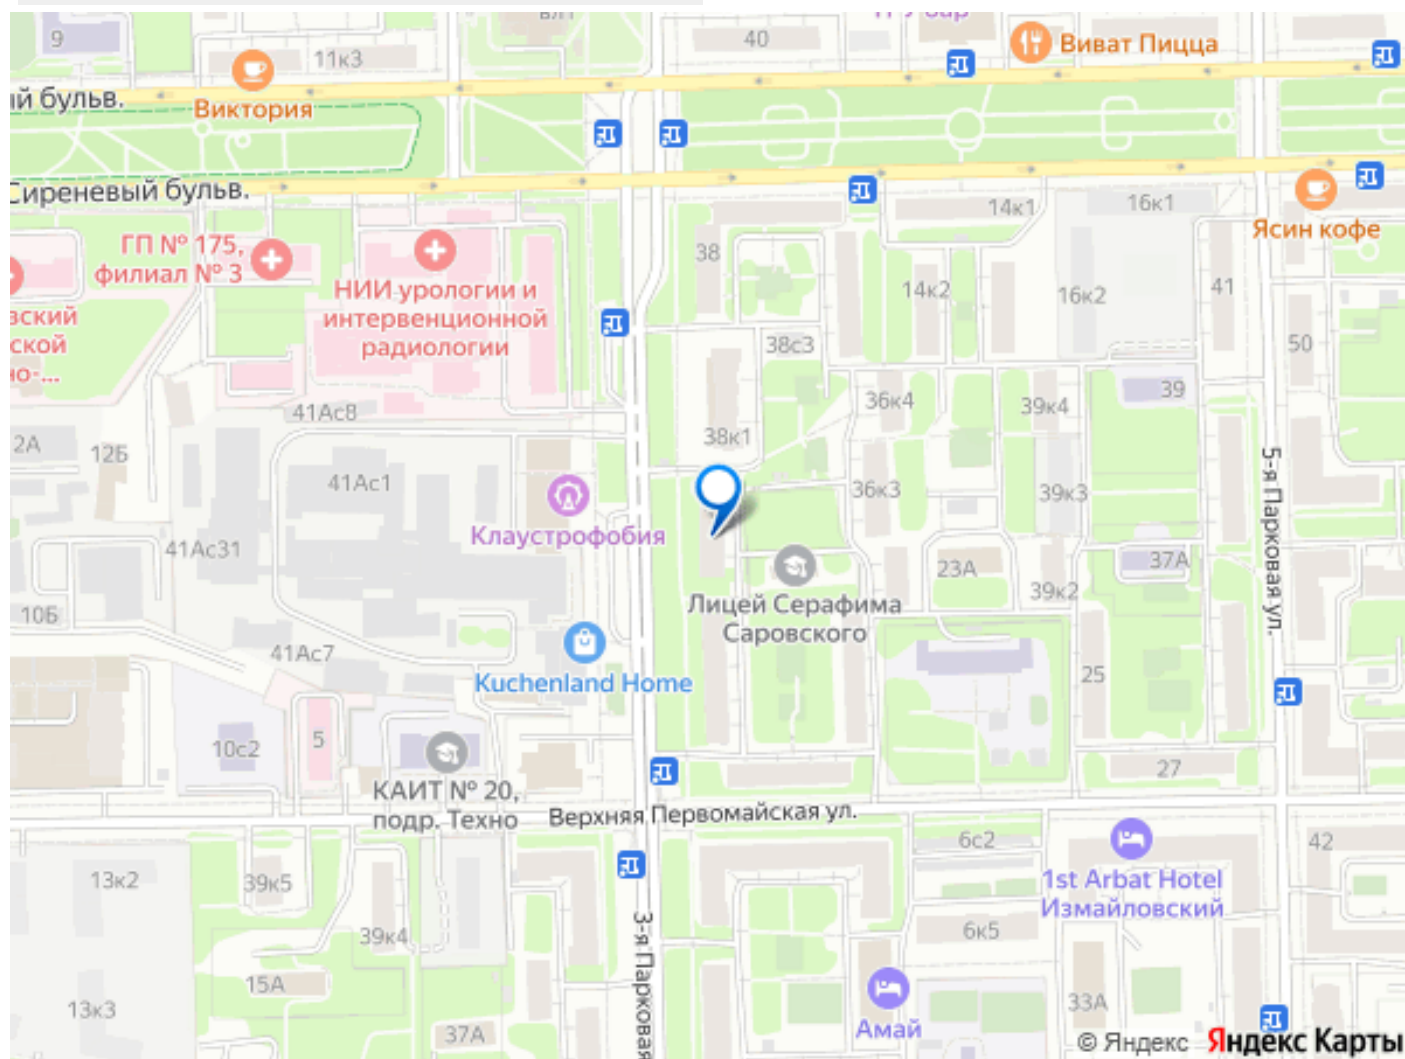 9
11к3
40
Виват Пицца
Виктория
й бульв.
Сиреневый бульв.
14к1
16к1
Ясин кофе
ГП № 175,
филиал № 3
38
НИИ урологии и
интервенционной
радиологии
14к2
16к2
41
38с3
50
41Ас8
36к4
39к4
39
2А
12Б
38к1
41Ас1
36к3
39к3
5-я Парковая ул.
Клаустрофобия
41Ас31
23А
37А
39к2
Лицей Серафима
Саровского
10Б
41Ас7
Kuchenland Home
25
10с2
5
27
КАИТ № 20,
подр. Техно
Верхняя Первомайская ул.
6с2
42
13к2
39к5
1st Arbat Hotel
Измайловский
39к4
3-я Парковая
6к5
15А
13к3
Амай
33А
37А
© Яндекс Яндекс Карты